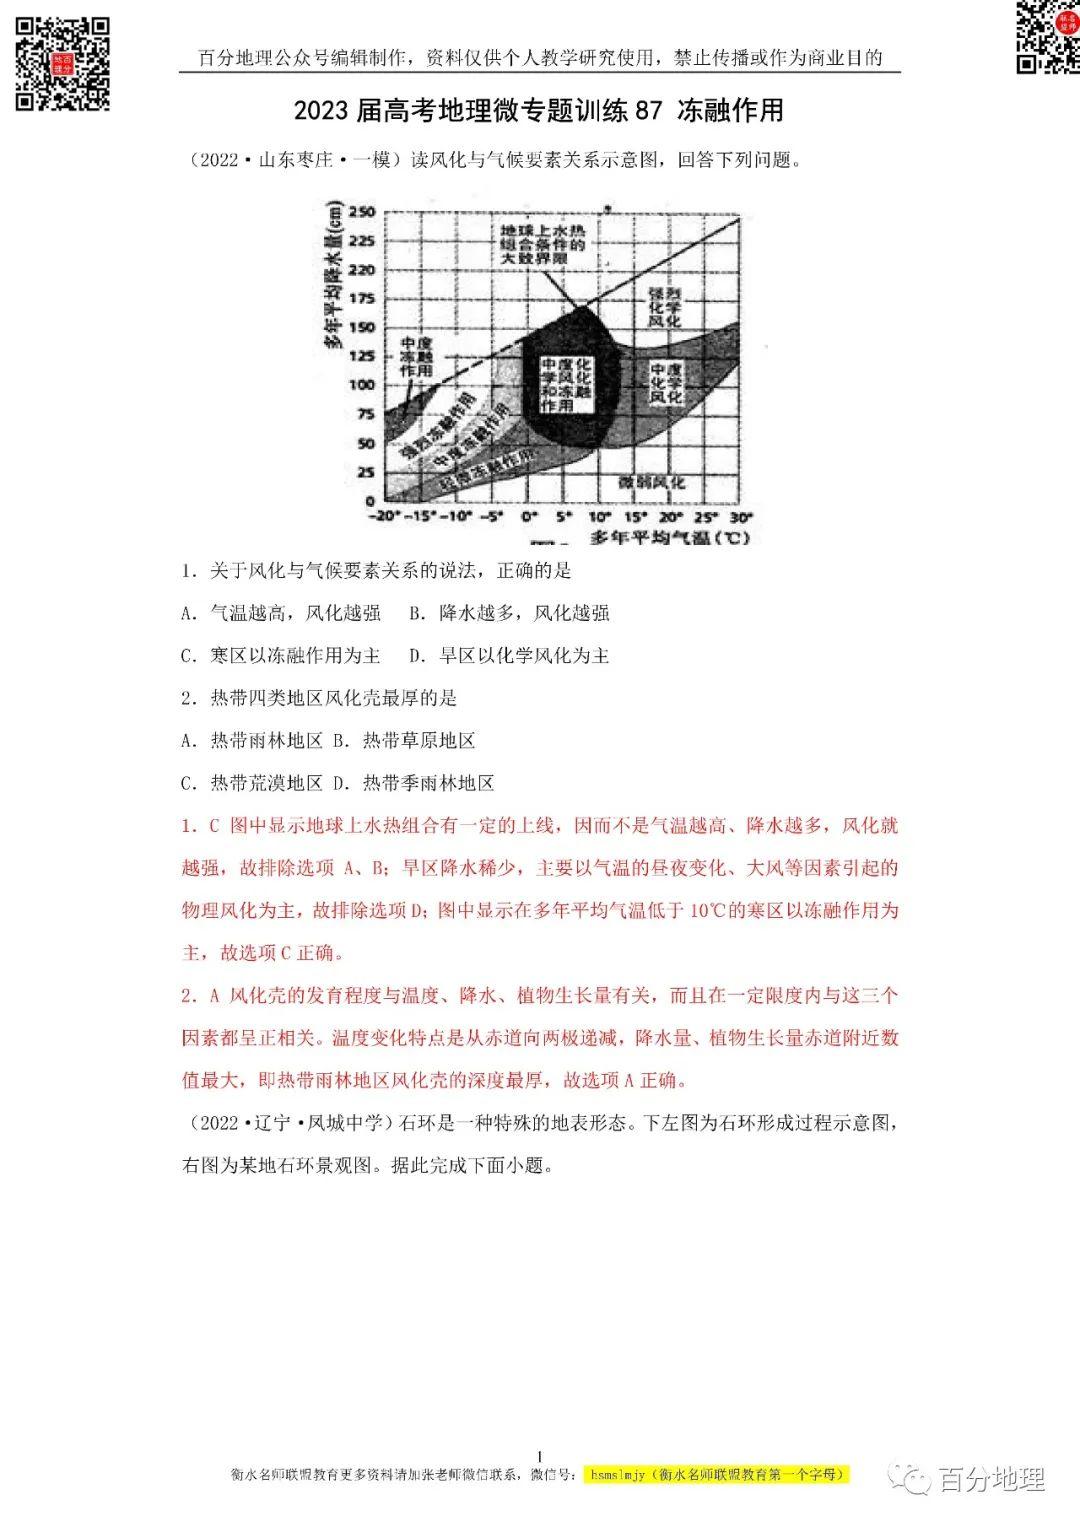 百分地理公众号编辑制作，资料仅供个人教学研究使用，禁止传播或作为商业目的
2023届高考地理微专题训练87 冻融作用
（2022·山东枣庄·一模）读风化与气候要素关系示意图，回答下列问题。
多年平均降水量(cm)
250
225
220
175
150
125
100
75
50
25
0
地球上水热
组合条件的
大致界限
强烈
化学
风化
中度
冻融
作用
中度化
学风化
和冻融
作用
中度
化学
风化
强烈冻融作用
中度冻融作用
轻微冻融作用
微弱风化
-20° -15° -10° -5° 0° 5° 10° 15° 20° 25° 30°
多年平均气温(℃)
1. 关于风化与气候要素关系的说法，正确的是
A. 气温越高，风化越强 B. 降水越多，风化越强
C. 寒区以冻融作用为主 D. 旱区以化学风化为主
2. 热带四类地区风化壳最厚的是
A. 热带雨林地区 B. 热带草原地区
C. 热带荒漠地区 D. 热带季雨林地区
1. C 图中显示地球上水热组合有一定的上线，因而不是气温越高、降水越多，风化就
越强，故排除选项 A、B；旱区降水稀少，主要以气温的昼夜变化、大风等因素引起的
物理风化为主，故排除选项D；图中显示在多年平均气温低于10℃的寒区以冻融作用为
主，故选项C正确。
2. A 风化壳的发育程度与温度、降水、植物生长量有关，而且在一定限度内与这三个
因素都呈正相关。温度变化特点是从赤道向两极递减，降水量、植物生长量赤道附近数
值最大，即热带雨林地区风化壳的深度最厚，故选项A正确。
（2022·辽宁·凤城中学）石环是一种特殊的地表形态。下左图为石环形成过程示意图，
右图为某地石环景观图。据此完成下面小题。
1
衡水名师联盟教育更多资料请加张老师微信联系，微信号： hsmslmjy（衡水名师联盟教育第一个字母）
百分地理